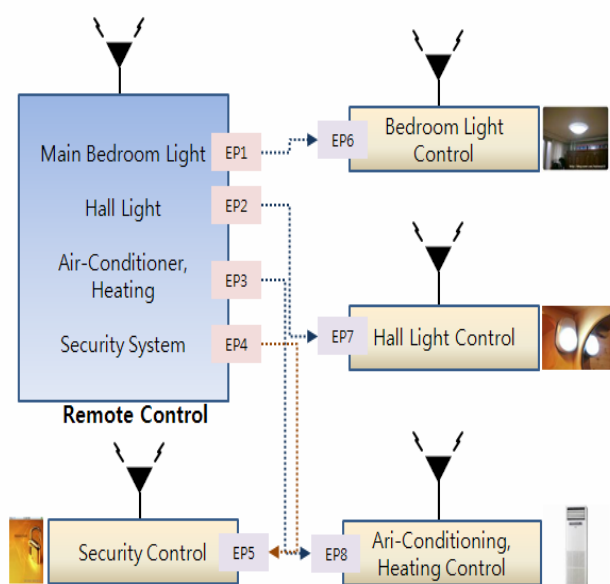 Main Bedroom Light
EP1
Hall Light
EP2
Air-Conditioner,
Heating
EP3
Security System
EP4
Remote Control
EP6
Bedroom Light
Control
EP7
Hall Light Control
Security Control
EP5
EP8
Ari-Conditioning,
Heating Control